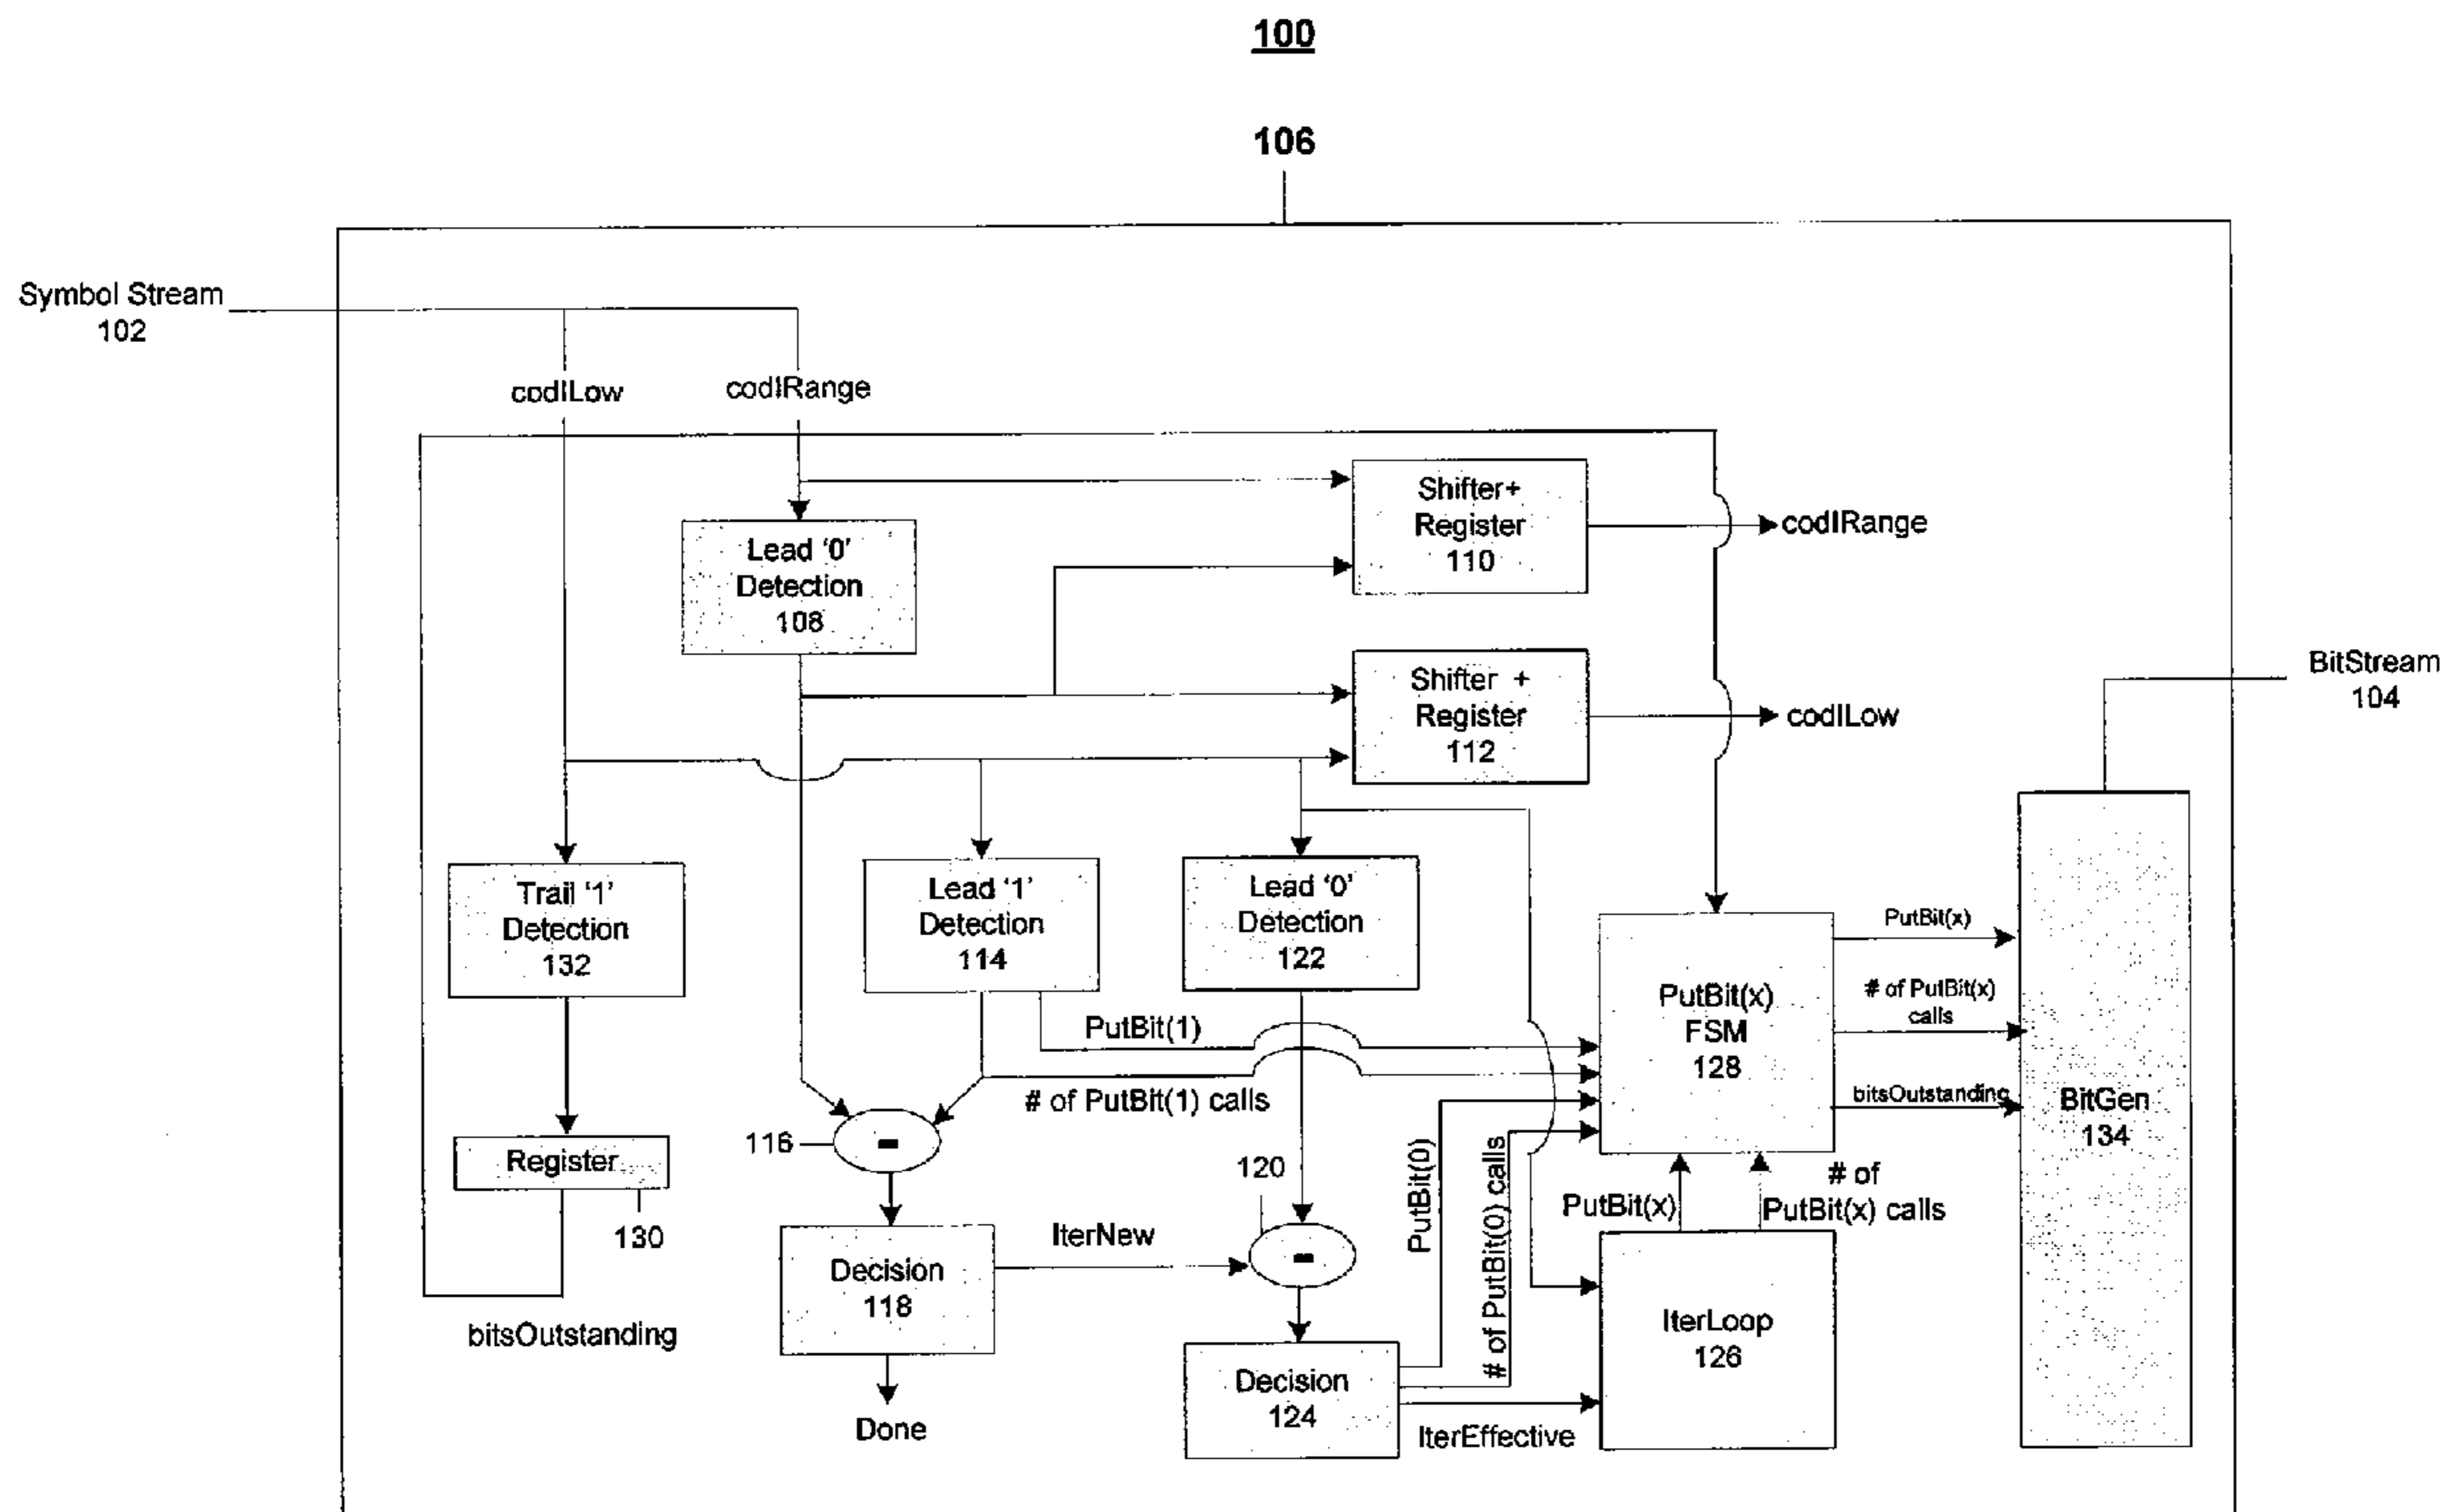 100
106
Symbol Stream
102
codILow
codIRange
Shifter+
Register
110
codIRange
Lead '0'
Detection
108
Shifter +
Register
112
codILow
BitStream
104
Trail '1'
Detection
132
Lead '1'
Detection
114
Lead '0'
Detection
122
PutBit(x)
FSM
128
PutBit(x)
# of PutBit(x)
calls
bitsOutstanding
BitGen
134
PutBit(1)
# of PutBit(1) calls
116
-
Register
130
120
-
PutBit(0)
# of PutBit(0) calls
PutBit(x)
# of
PutBit(x) calls
IterNew
Decision
118
bitsOutstanding
Done
Decision
124
IterEffective
IterLoop
126